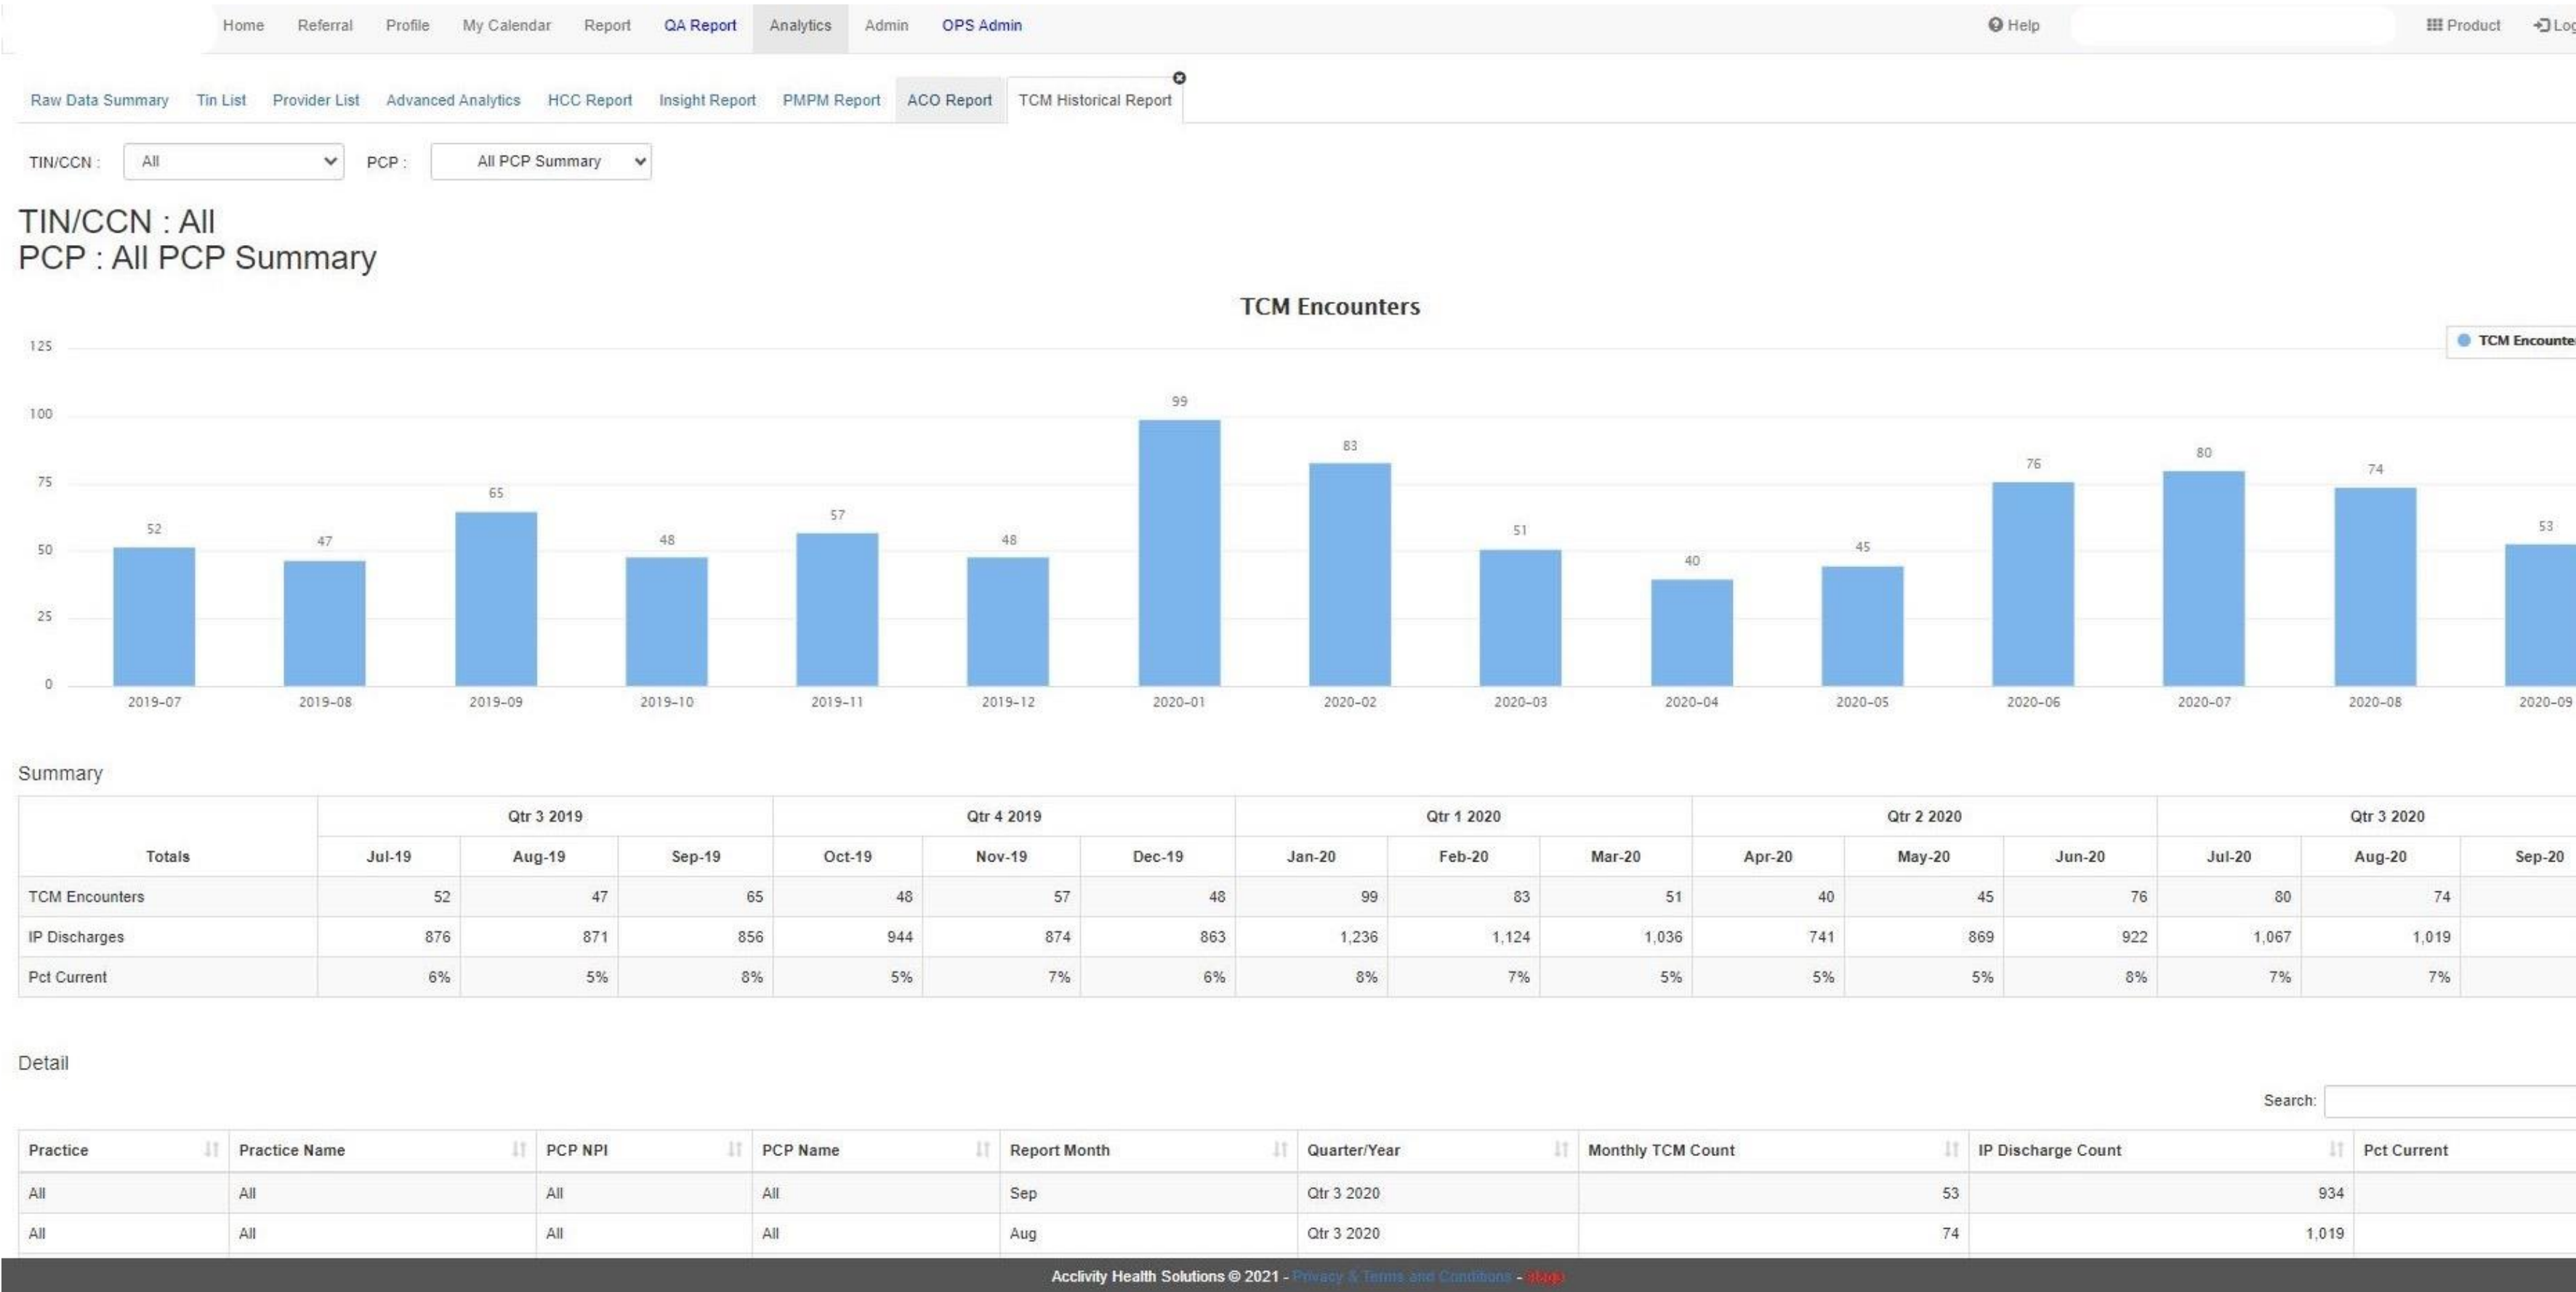 Home Referral Profile My Calendar Report QA Report Analytics Admin OPS Admin Help Product
Raw Data Summary Tin List Provider List Advanced Analytics HCC Report Insight Report PMPM Report ACO Report TCM Historical Report
TIN/CCN : All PCP : All PCP Summary
TIN/CCN : All
PCP : All PCP Summary
TCM Encounters
TCM
125
100
75
50
25
0
52 47 65 48 57 48 99 83 51 40 45 76 80 74 53
2019-07 2019-08 2019-09 2019-10 2019-11 2019-12 2020-01 2020-02 2020-03 2020-04 2020-05 2020-06 2020-07 2020-08 2020-09
Summary
Qtr 3 2019 Qtr 4 2019 Qtr 1 2020 Qtr 2 2020 Qtr 3 2020
Totals Jul-19 Aug-19 Sep-19 Oct-19 Nov-19 Dec-19 Jan-20 Feb-20 Mar-20 Apr-20 May-20 Jun-20 Jul-20 Aug-20 Sep-20
TCM Encounters 52 47 65 48 57 48 99 83 51 40 45 76 80 74
IP Discharges 876 871 856 944 874 863 1,236 1,124 1,036 741 869 922 1,067 1,019
Pct Current 6% 5% 8% 5% 7% 6% 8% 7% 5% 5% 5% 8% 7% 7%
Detail
Search:
Practice Practice Name PCP NPI PCP Name Report Month Quarter/Year Monthly TCM Count IP Discharge Count Pct Current
All All All All Sep Qtr 3 2020 53 934
All All All All Aug Qtr 3 2020 74 1,019
Acclivity Health Solutions © 2021 - Privacy & Terms and Conditions -